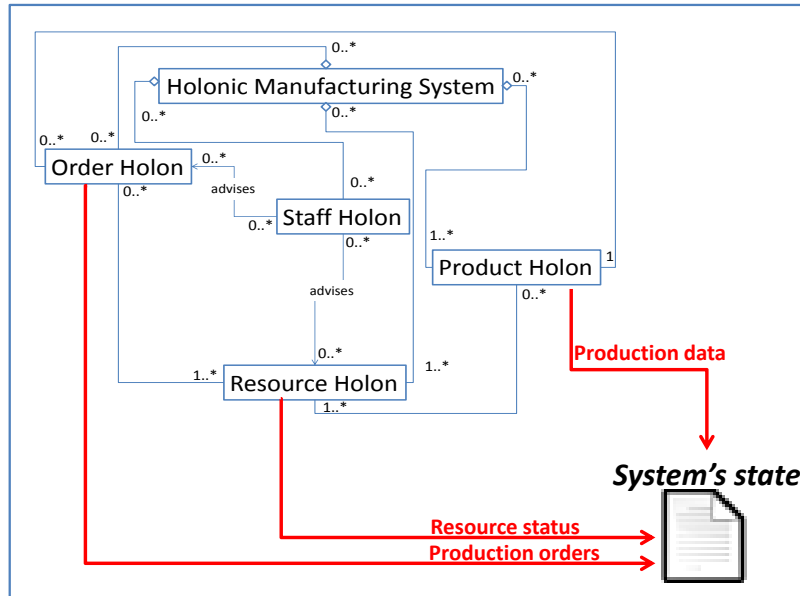 0..*
Holonic Manufacturing System
0..*
0..*
0..*
0..*
0..*
Order Holon
0..*
0..*
advises
0..*
0..*
Staff Holon
0..*
1..*
1
Product Holon
0..*
advises
0..*
1..*
Resource Holon
1..*
1..*
Production data
System's state
Resource status
Production orders